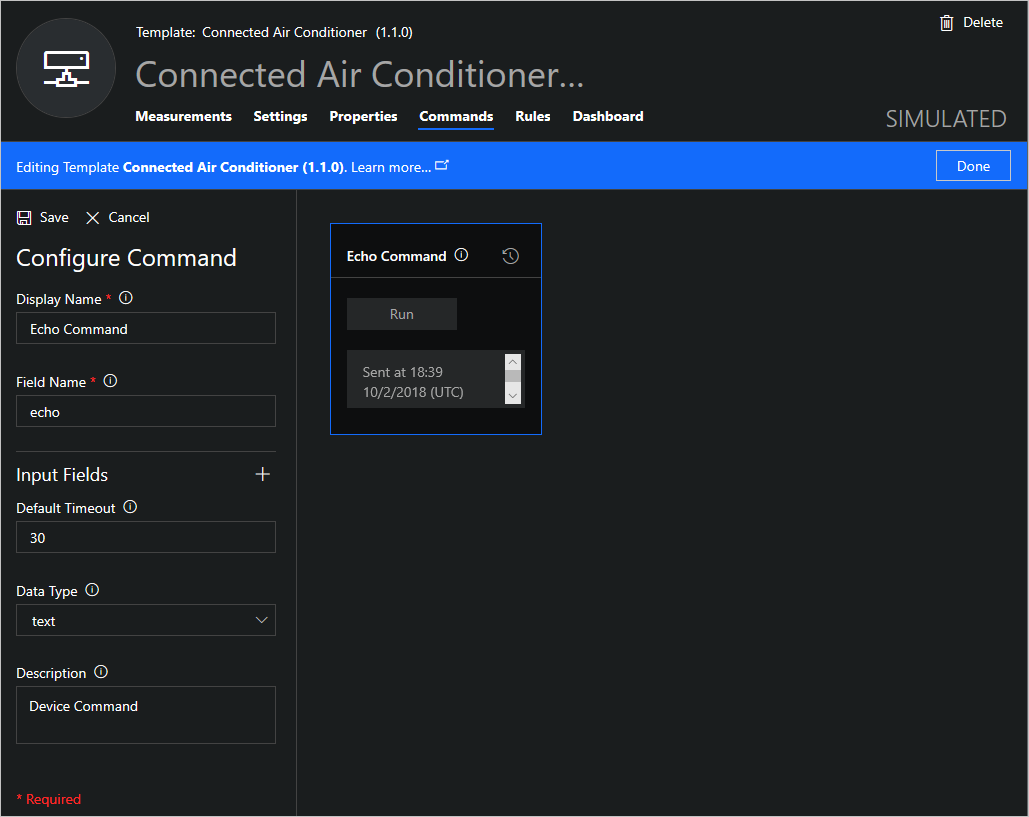 Template: Connected Air Conditioner (1.1.0)
Delete
Connected Air Conditioner...
Measurements Settings Properties Commands Rules Dashboard
SIMULATED
Editing Template Connected Air Conditioner (1.1.0). Learn more...
Done
Save Cancel
Configure Command
Display Name *
Echo Command
Field Name *
echo
Input Fields
Default Timeout
30
Data Type
text
Description
Device Command
* Required
Echo Command
Run
Sent at 18:39
10/2/2018 (UTC)